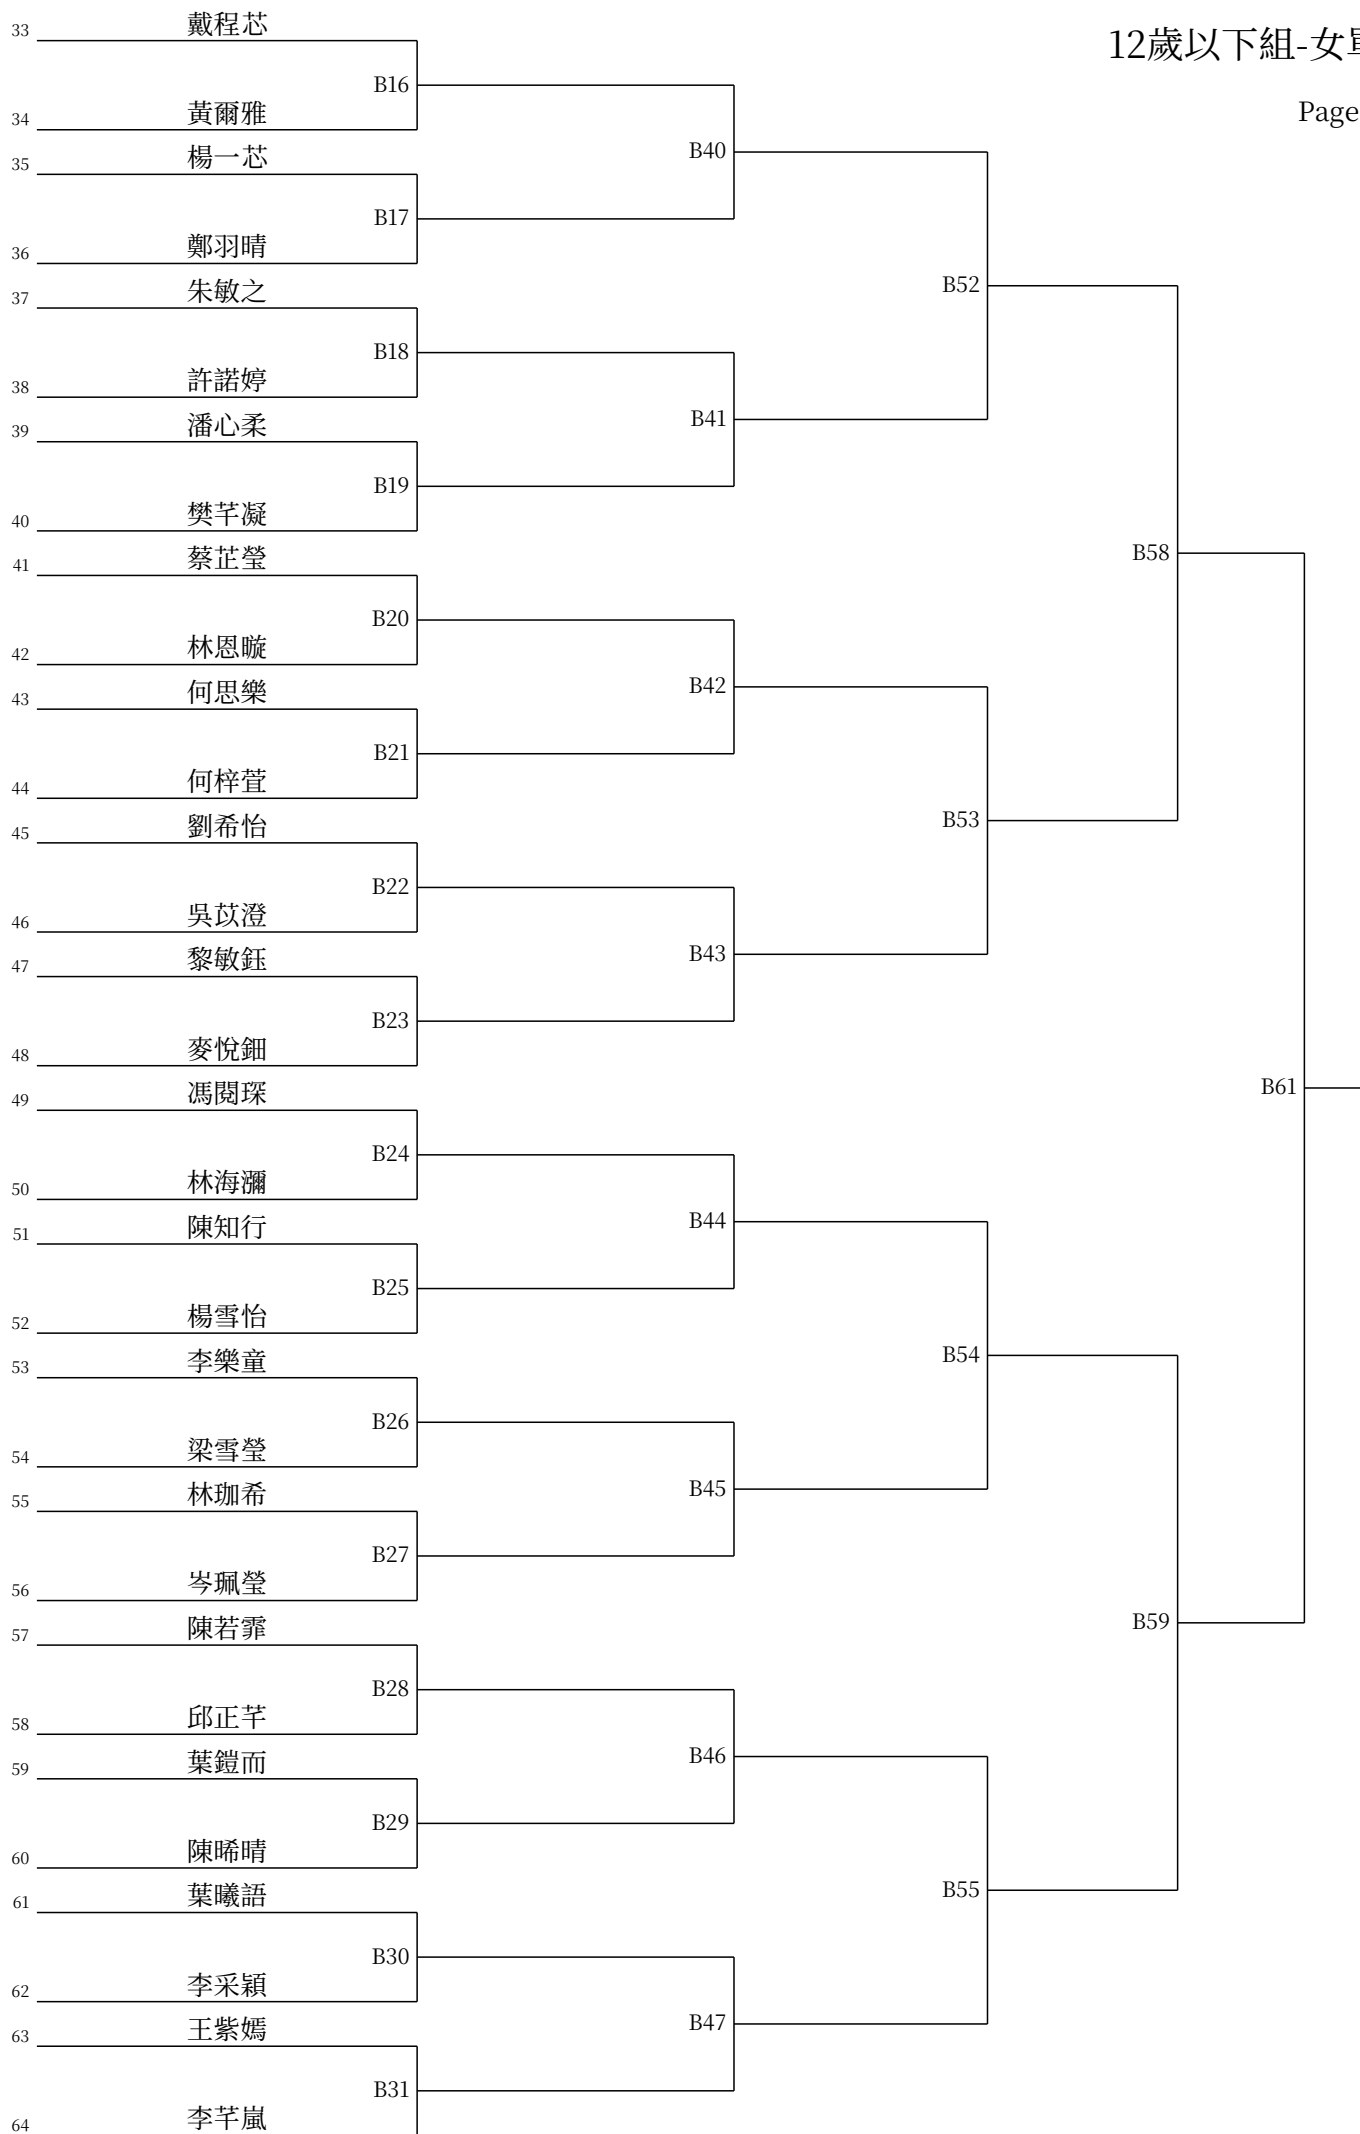 12歲以下組-女
Page
33 戴程芯
B16
34 黃爾雅
B40
35 楊一芯
B17
36 鄭羽晴
B52
37 朱敏之
B18
38 許諾婷
B41
39 潘心柔
B19
40 樊芊凝
B58
41 蔡芷瑩
B20
42 林恩暶
B42
43 何思樂
B21
44 何梓萓
B53
45 劉希怡
B22
46 吳苡澄
B43
47 黎敏鈺
B23
48 麥悅鈿
B61
49 馮閱琛
B24
50 林海瀰
B44
51 陳知行
B25
52 楊雪怡
B54
53 李樂童
B26
54 梁雪瑩
B45
55 林珈希
B27
56 岑珮瑩
B59
57 陳若霏
B28
58 邱正芊
B46
59 葉鎧而
B29
60 陳晞晴
B55
61 葉曦語
B30
62 李采穎
B47
63 王紫嫣
B31
64 李芊嵐